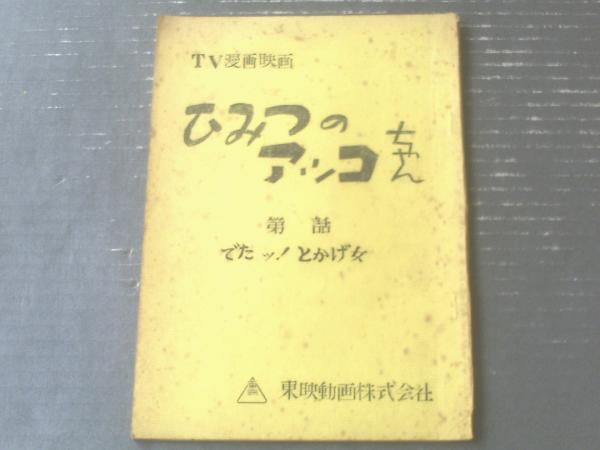 TV漫画映画
ひみつの
アッコちゃん
第 話
でたッ!とかげ女
東映動画株式会社